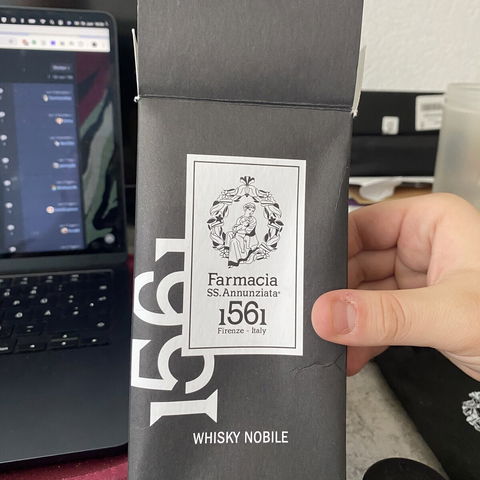 Farmacia
SS.Annunziata®
1561
Firenze - Italy
1561
WHISKY NOBILE